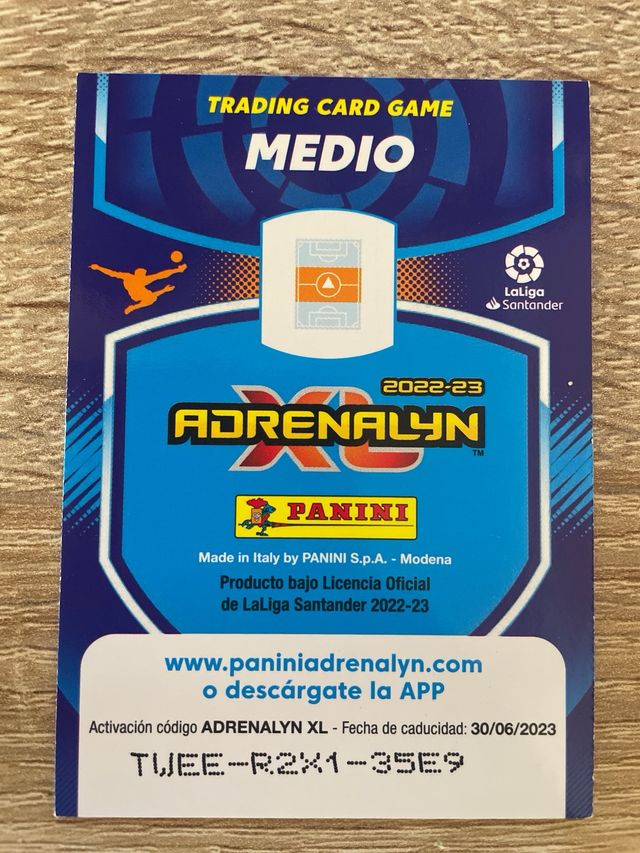 TRADING CARD GAME
MEDIO
LaLiga
Santander
2022-23
ADRENALYN XL™
PANINI
Made in Italy by PANINI S.p.A. - Modena
Producto bajo Licencia Oficial
de LaLiga Santander 2022-23
www.paniniadrenalyn.com
o descárgate la APP
Activación código ADRENALYN XL - Fecha de caducidad: 30/06/2023
TWEE-R2X1-35E9